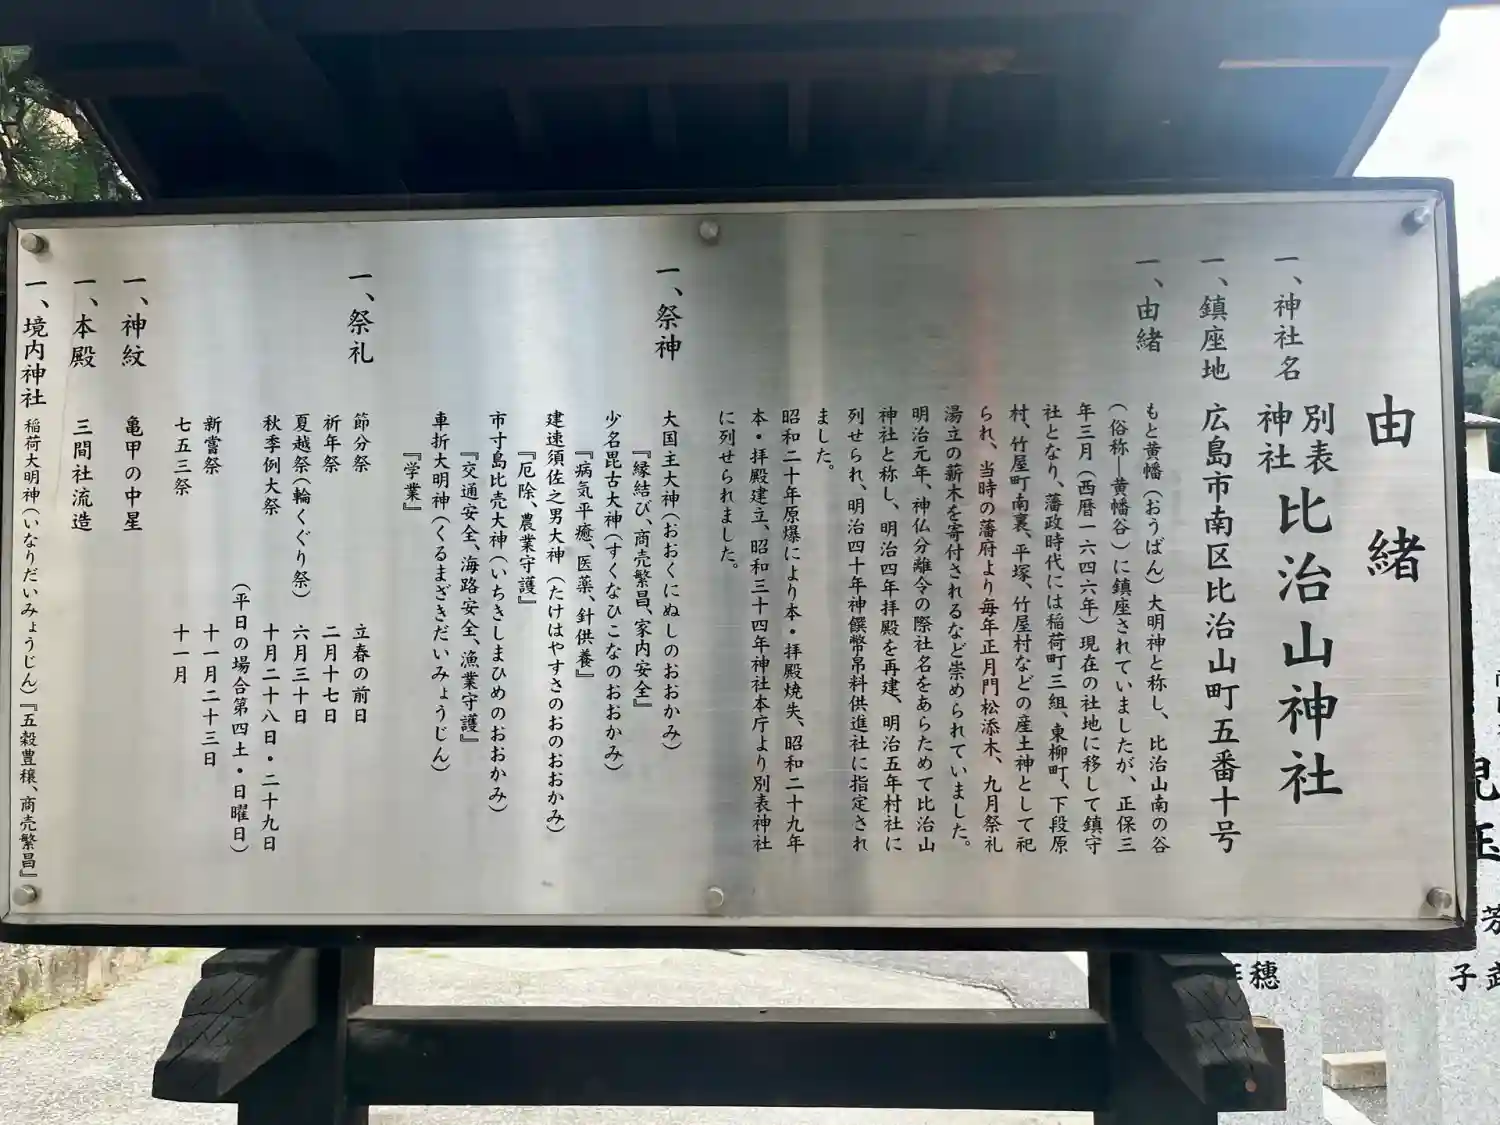 由緒
一、神社名 別表神社 比治山神社
一、鎮座地 広島市南区比治山町五番十号
一、由緒
もと黄幡（おうばん）大明神と称し、比治山南の谷
（俗称―黄幡谷）に鎮座されていましたが、正保三
年三月（西暦一六四六年）現在の社地に移して鎮守
社となり、藩政時代には稲荷町三組、東柳町、下段原
村、竹屋町南裏、平塚、竹屋村などの産土神として祀
られ、当時の藩府より毎年正月門松添木、九月祭礼
湯立の薪木を寄付されるなど崇められていました。
明治元年、神仏分離令の際社名をあらためて比治山
神社と称し、明治四年拝殿を再建、明治五年村社に
列せられ、明治四十年神饌幣帛料供進社に指定され
ました。
昭和二十年原爆により本・拝殿焼失、昭和二十九年
本・拝殿建立、昭和三十四年神社本庁より別表神社
に列せられました。
一、祭神
大国主大神（おおくにぬしのおおかみ）
『縁結び、商売繁昌、家内安全』
少名毘古大神（すくなひこなのおおかみ）
『病気平癒、医薬、針供養』
建速須佐之男大神（たけはやすさのおのおおかみ）
『厄除、農業守護』
市寸島比売大神（いちきしまひめのおおかみ）
『交通安全、海路安全、漁業守護』
車折大明神（くるまざきだいみょうじん）
『学業』
一、祭礼
節分祭 立春の前日
祈年祭 二月十七日
夏越祭（輪くぐり祭） 六月三十日
秋季例大祭 十月二十八日・二十九日
（平日の場合第四土・日曜日）
新嘗祭 十一月二十三日
七五三祭 十一月
一、神紋 亀甲の中星
一、本殿 三間社流造
一、境内神社 稲荷大明神（いなりだいみょうじん）『五穀豊穣、商売繁昌』
穂
子
児玉芳
武